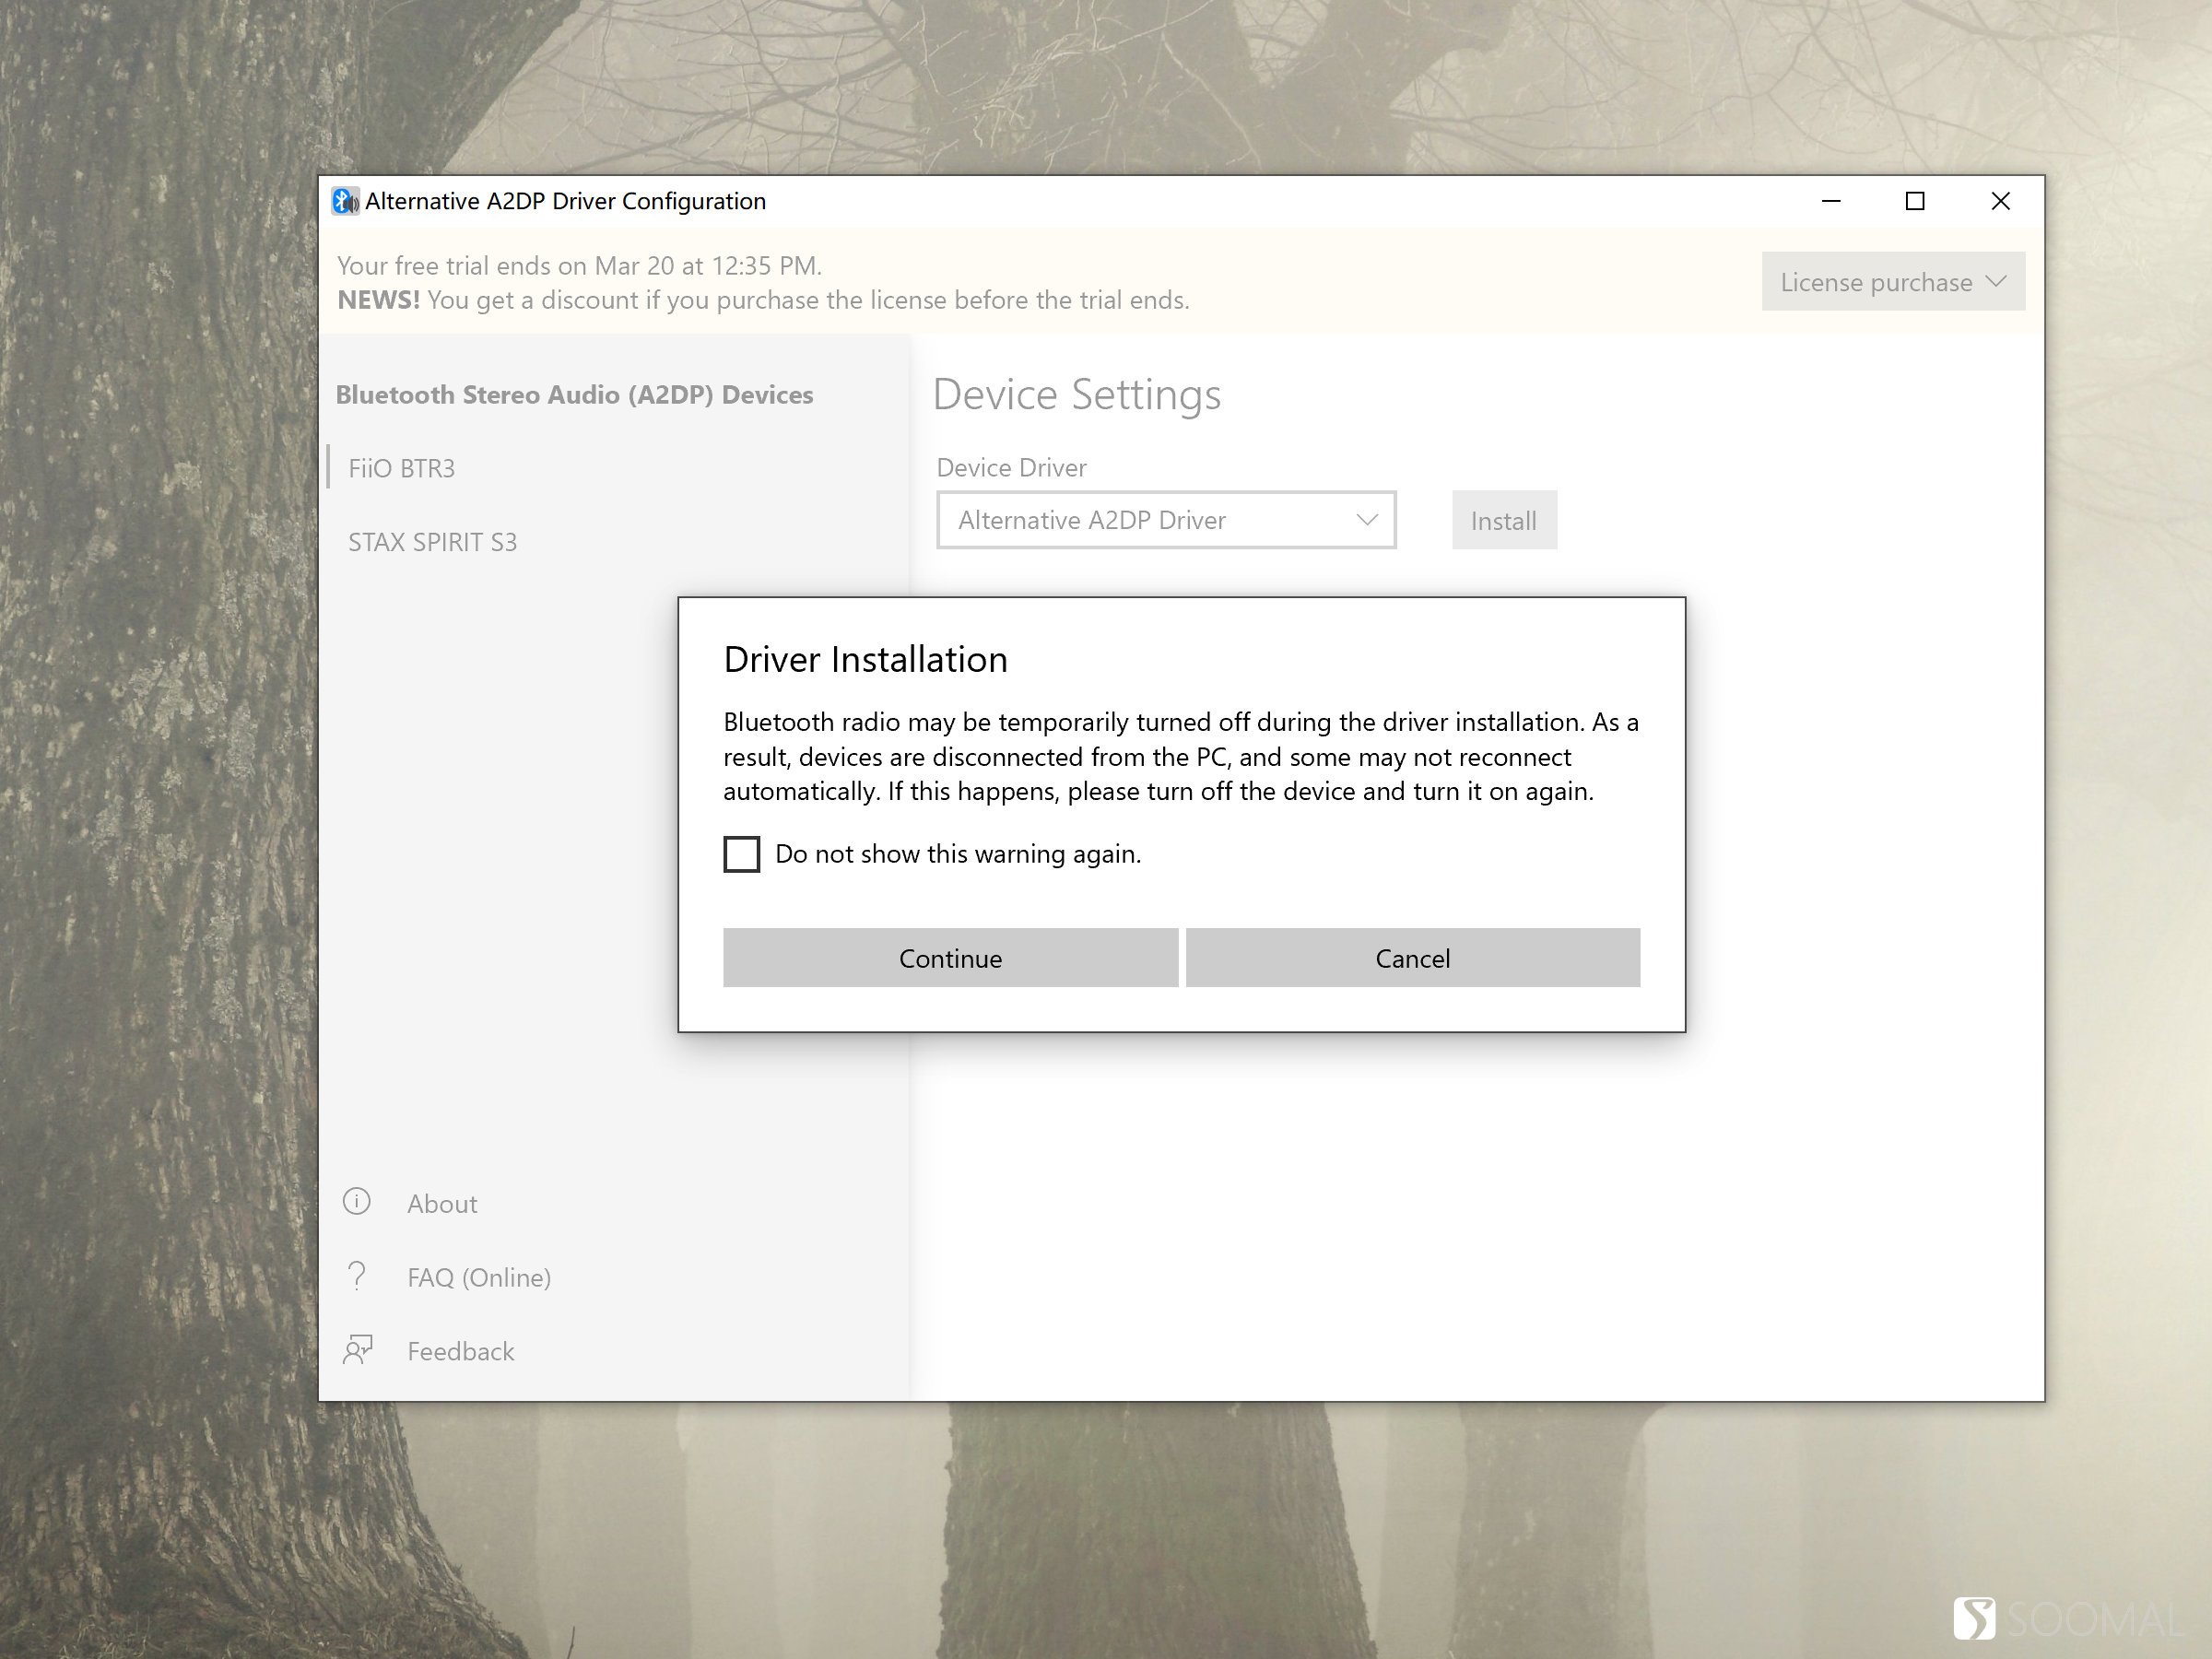 Alternative A2DP Driver Configuration
Your free trial ends on Mar 20 at 12:35 PM.
NEWS! You get a discount if you purchase the license before the trial ends.
License purchase
Bluetooth Stereo Audio (A2DP) Devices
FiiO BTR3
STAX SPIRIT S3
Device Settings
Device Driver
Alternative A2DP Driver
Install
Driver Installation
Bluetooth radio may be temporarily turned off during the driver installation. As a
result, devices are disconnected from the PC, and some may not reconnect
automatically. If this happens, please turn off the device and turn it on again.
Do not show this warning again.
Continue
Cancel
About
FAQ (Online)
Feedback
SOOMAL